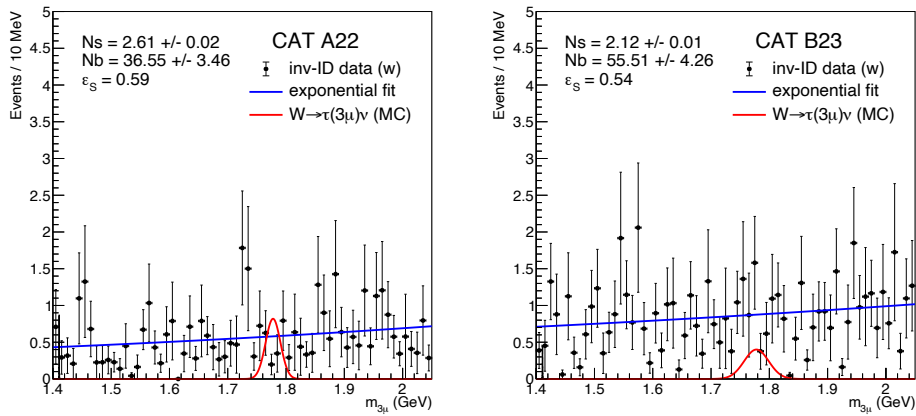 Ns = 2.61 +/- 0.02
Nb = 36.55 +/- 3.46
εS = 0.59
CAT A22
inv-ID data (w)
exponential fit
W→τ(3μ)ν (MC)
Events / 10 MeV
5
4.5
4
3.5
3
2.5
2
1.5
1
0.5
0
1.4 1.5 1.6 1.7 1.8 1.9 2
m3μ (GeV)
Ns = 2.12 +/- 0.01
Nb = 55.51 +/- 4.26
εS = 0.54
CAT B23
inv-ID data (w)
exponential fit
W→τ(3μ)ν (MC)
Events / 10 MeV
5
4.5
4
3.5
3
2.5
2
1.5
1
0.5
0
1.4 1.5 1.6 1.7 1.8 1.9 2
m3μ (GeV)